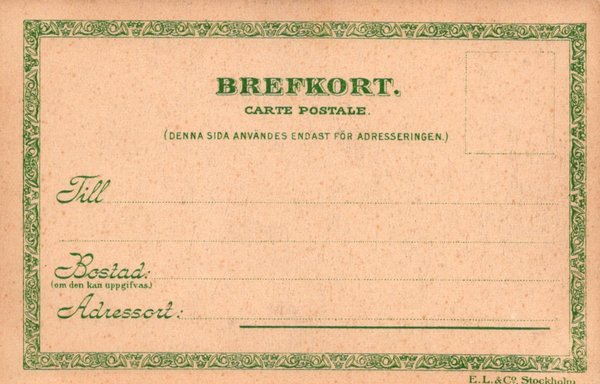 BREFKORT.
CARTE POSTALE.
(DENNA SIDA ANVÄNDES ENDAST FÖR ADRESSERINGEN.)
Till
Bostad:
(om den kan uppgifvas.)
Adressort:
E. L. & Co. Stockholm